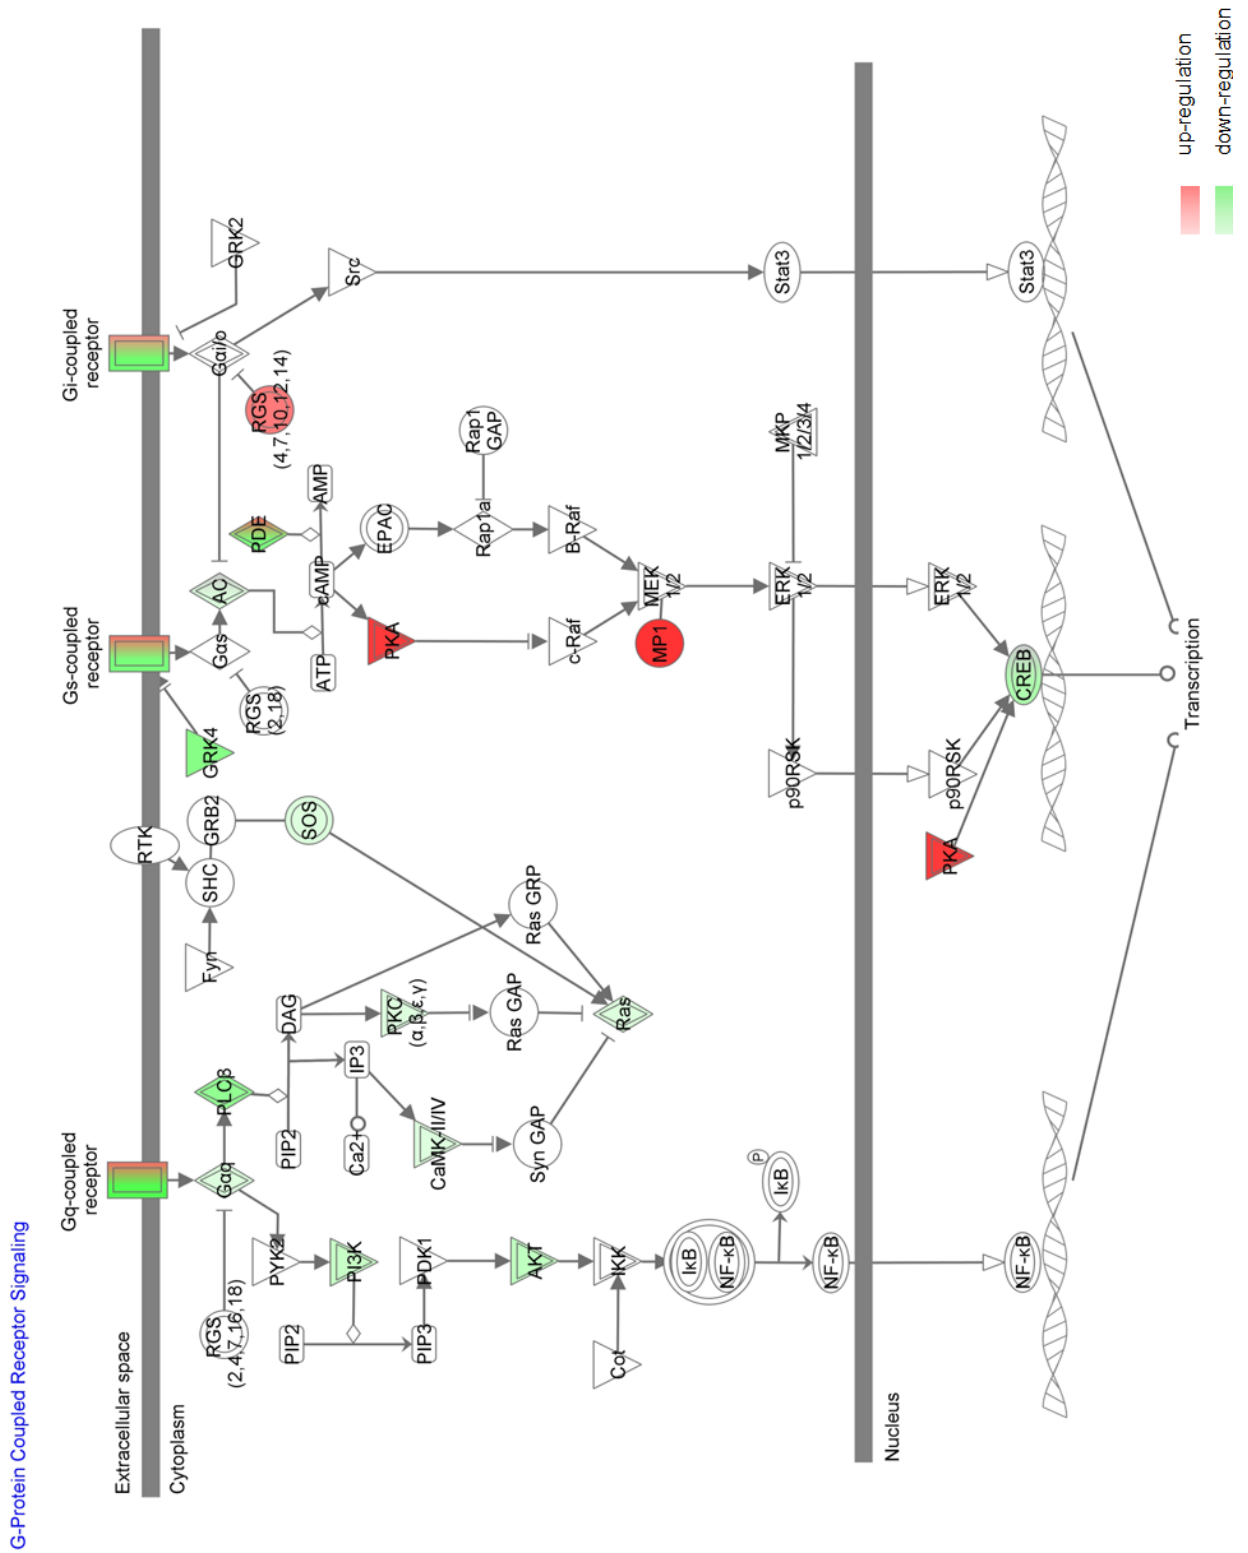 G-Protein Coupled Receptor Signaling
Extracellular space
Cytoplasm
Gq-coupled
receptor
Gs-coupled
receptor
Gi-coupled
receptor
RTK
RGS
(2,4,7,16,18)
Gαq
PLCβ
PYK2
PI3K
PIP2
PIP3
PDK1
AKT
IKK
Cot
IκB
NF-κB
P
IκB
NF-κB
NF-κB
PIP2
DAG
IP3
Ca2+
CaMK-II/IV
PKC
(α,β,ε,γ)
Syn GAP
Ras GAP
Ras GRP
Ras
Fyn
SHC
GRB2
SOS
GRK4
RGS
(2,18)
Gαs
AC
ATP
cAMP
AMP
PDE
PKA
EPAC
Rap1a
Rap1
GAP
B-Raf
c-Raf
MEK
1/2
MP1
ERK
1/2
MKP
1/2/3/4
p90RSK
Gαi/o
RGS
(4,7,10,12,14)
GRK2
Src
Stat3
Nucleus
PKA
p90RSK
ERK
1/2
CREB
Stat3
Transcription
up-regulation
down-regulation